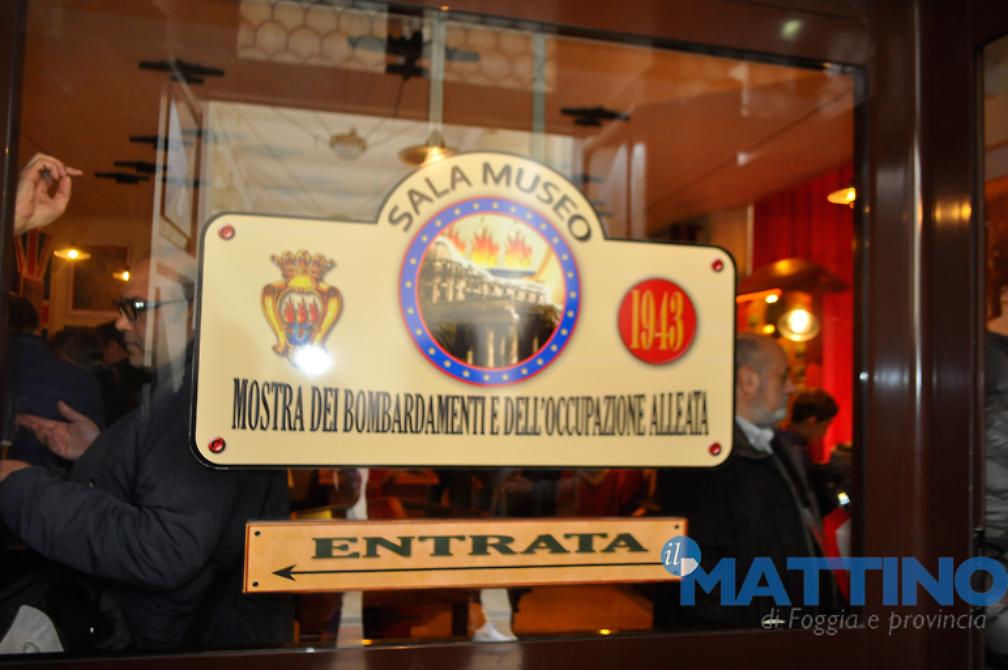 SALA MUSEO
1943
MOSTRA DEI BOMBARDAMENTI E DELL'OCCUPAZIONE ALLEATA
ENTRATA
il MATTINO
di Foggia e provincia